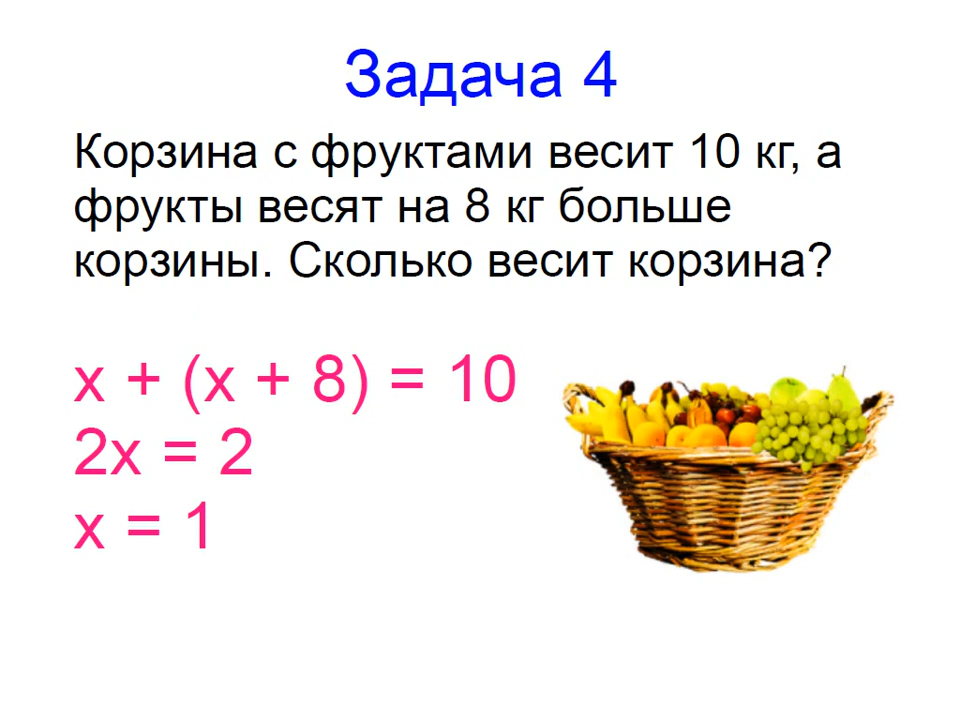 Задача 4
Корзина с фруктами весит 10 кг, а
фрукты весят на 8 кг больше
корзины. Сколько весит корзина?
х + (х + 8) = 10
2х = 2
х = 1